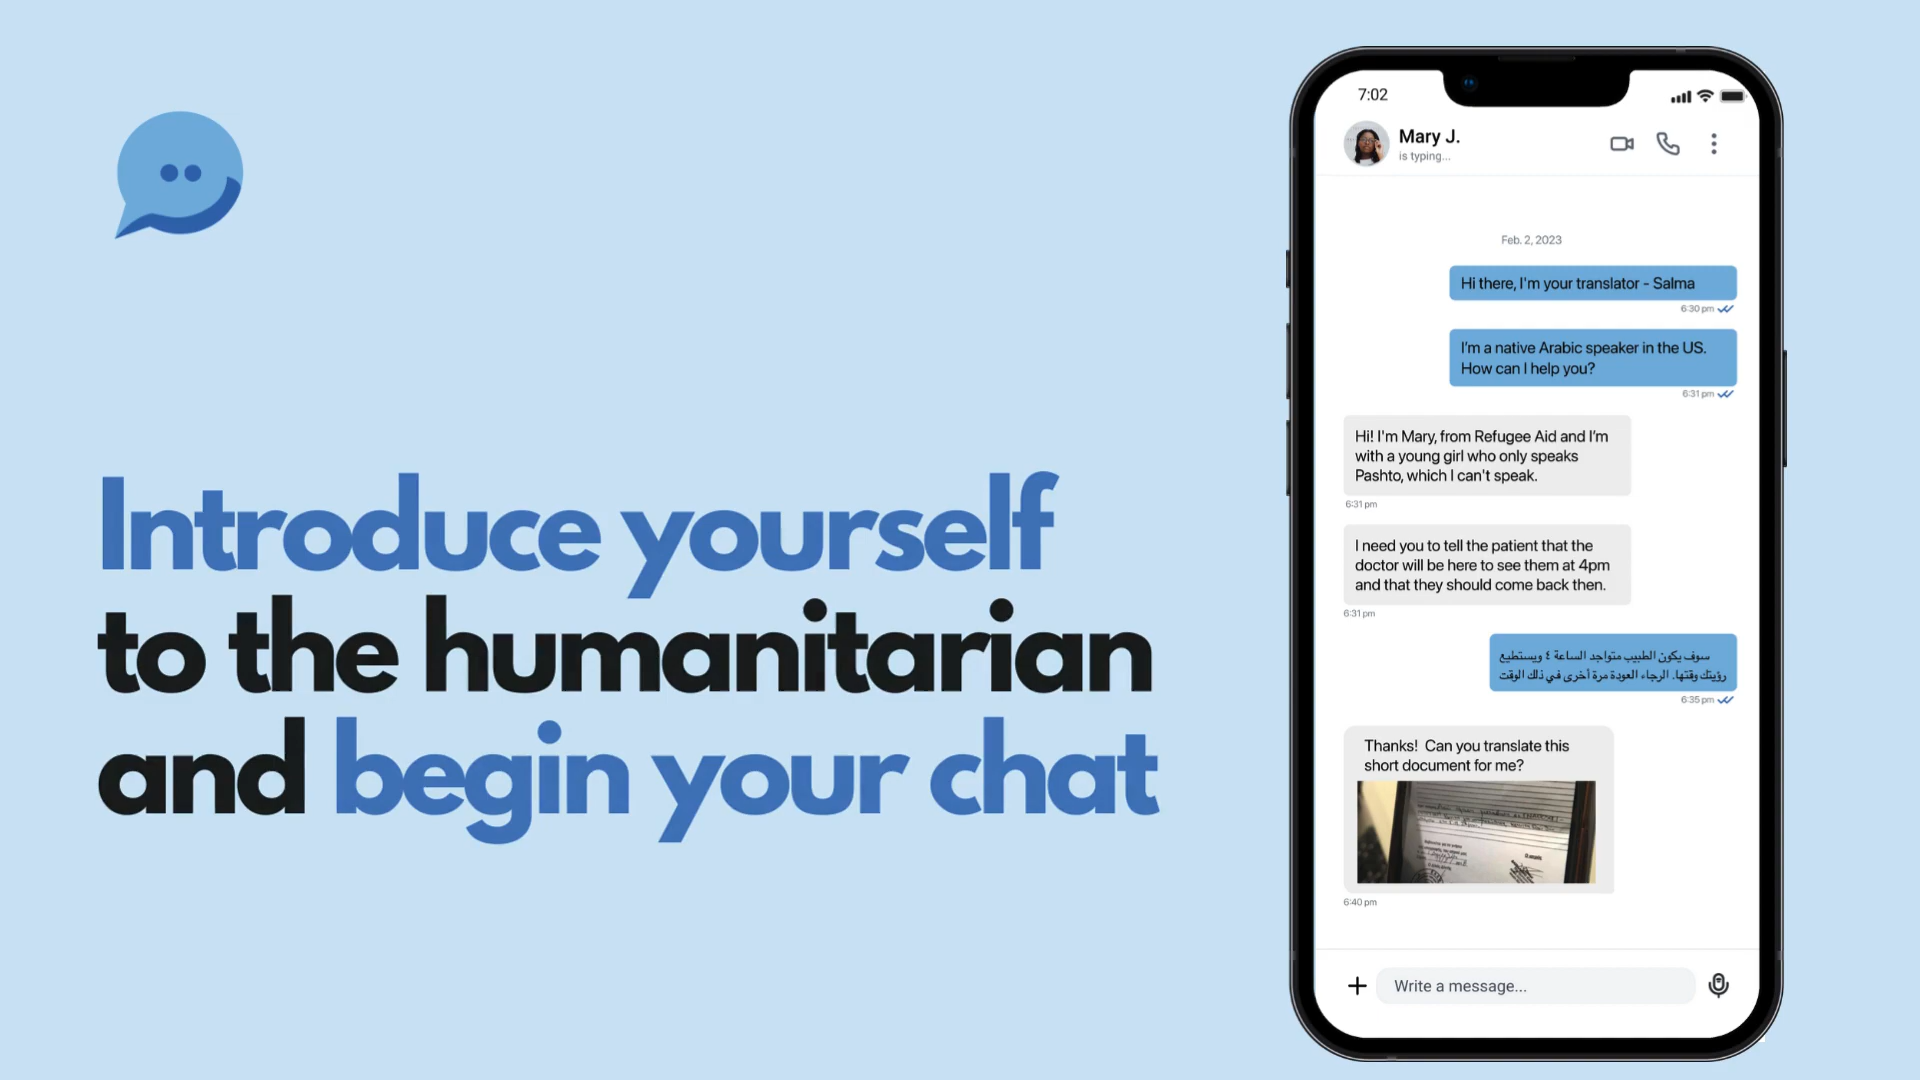 Introduce yourself
to the humanitarian
and begin your chat
7:02
Mary J.
is typing...
Feb. 2, 2023
Hi there, I'm your translator - Salma
6:30 pm
I'm a native Arabic speaker in the US.
How can I help you?
6:31 pm
Hi! I'm Mary, from Refugee Aid and I'm
with a young girl who only speaks
Pashto, which I can't speak.
6:31 pm
I need you to tell the patient that the
doctor will be here to see them at 4pm
and that they should come back then.
6:31 pm
سوف يكون الطبيب متواجد الساعة ٤ ويستطيع
رؤيتك وقتها. الرجاء العودة مرة أخرى في ذلك الوقت
6:35 pm
Thanks! Can you translate this
short document for me?
6:40 pm
Write a message...